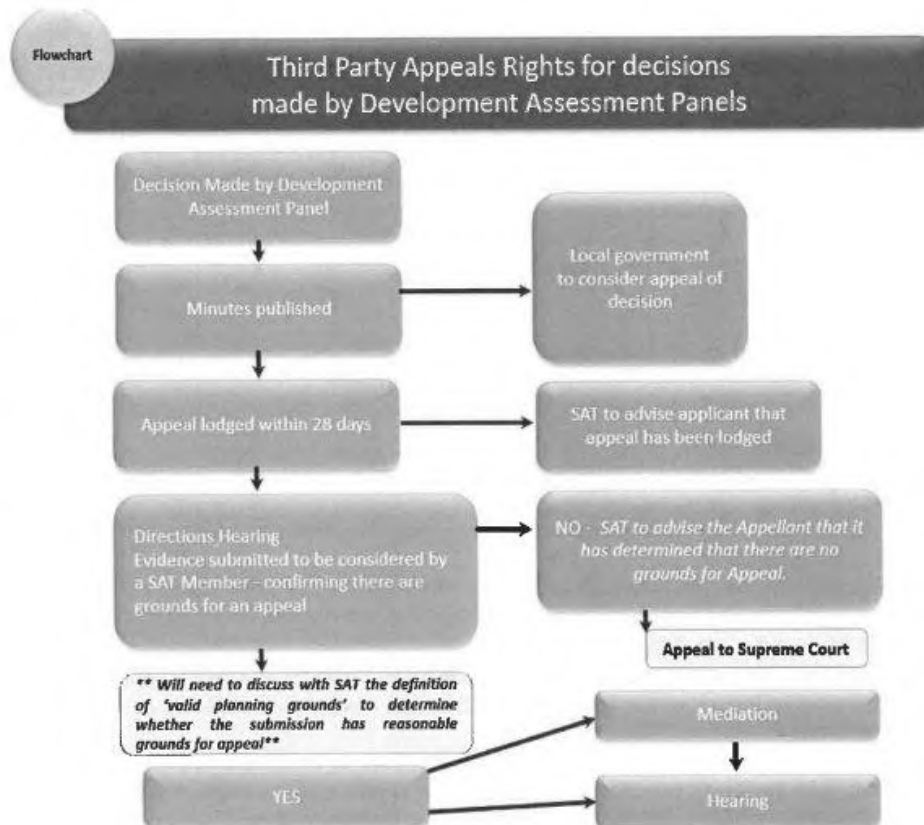 Flowchart
Third Party Appeals Rights for decisions
made by Development Assessment Panels
Decision Made by Development
Assessment Panel
Local government
to consider appeal of
decision
Minutes published
Appeal lodged within 28 days
SAT to advise applicant that
appeal has been lodged
Directions Hearing
Evidence submitted to be considered by
a SAT Member – confirming there are
grounds for an appeal
NO - SAT to advise the Appellant that it
has determined that there are no
grounds for Appeal.
Appeal to Supreme Court
** Will need to discuss with SAT the definition
of 'valid planning grounds' to determine
whether the submission has reasonable
grounds for appeal**
Mediation
YES
Hearing